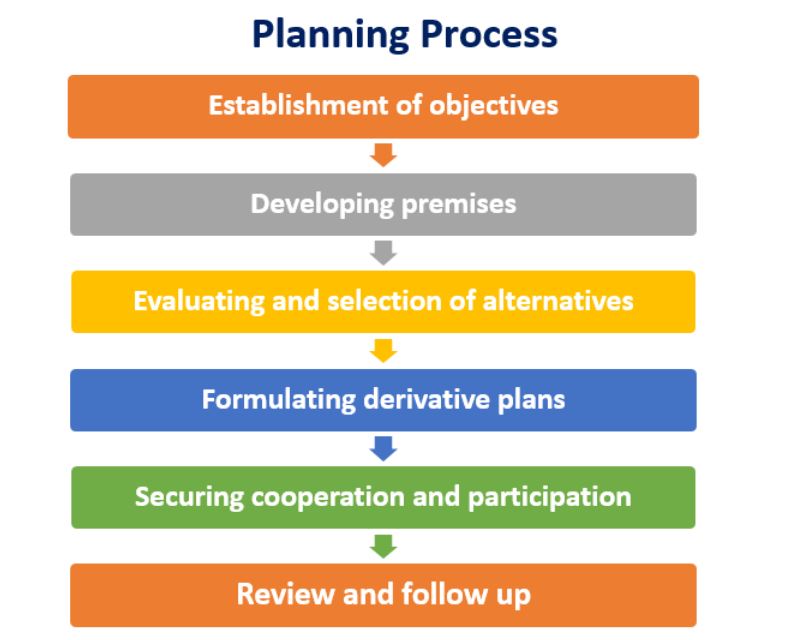 Planning Process
Establishment of objectives
Developing premises
Evaluating and selection of alternatives
Formulating derivative plans
Securing cooperation and participation
Review and follow up